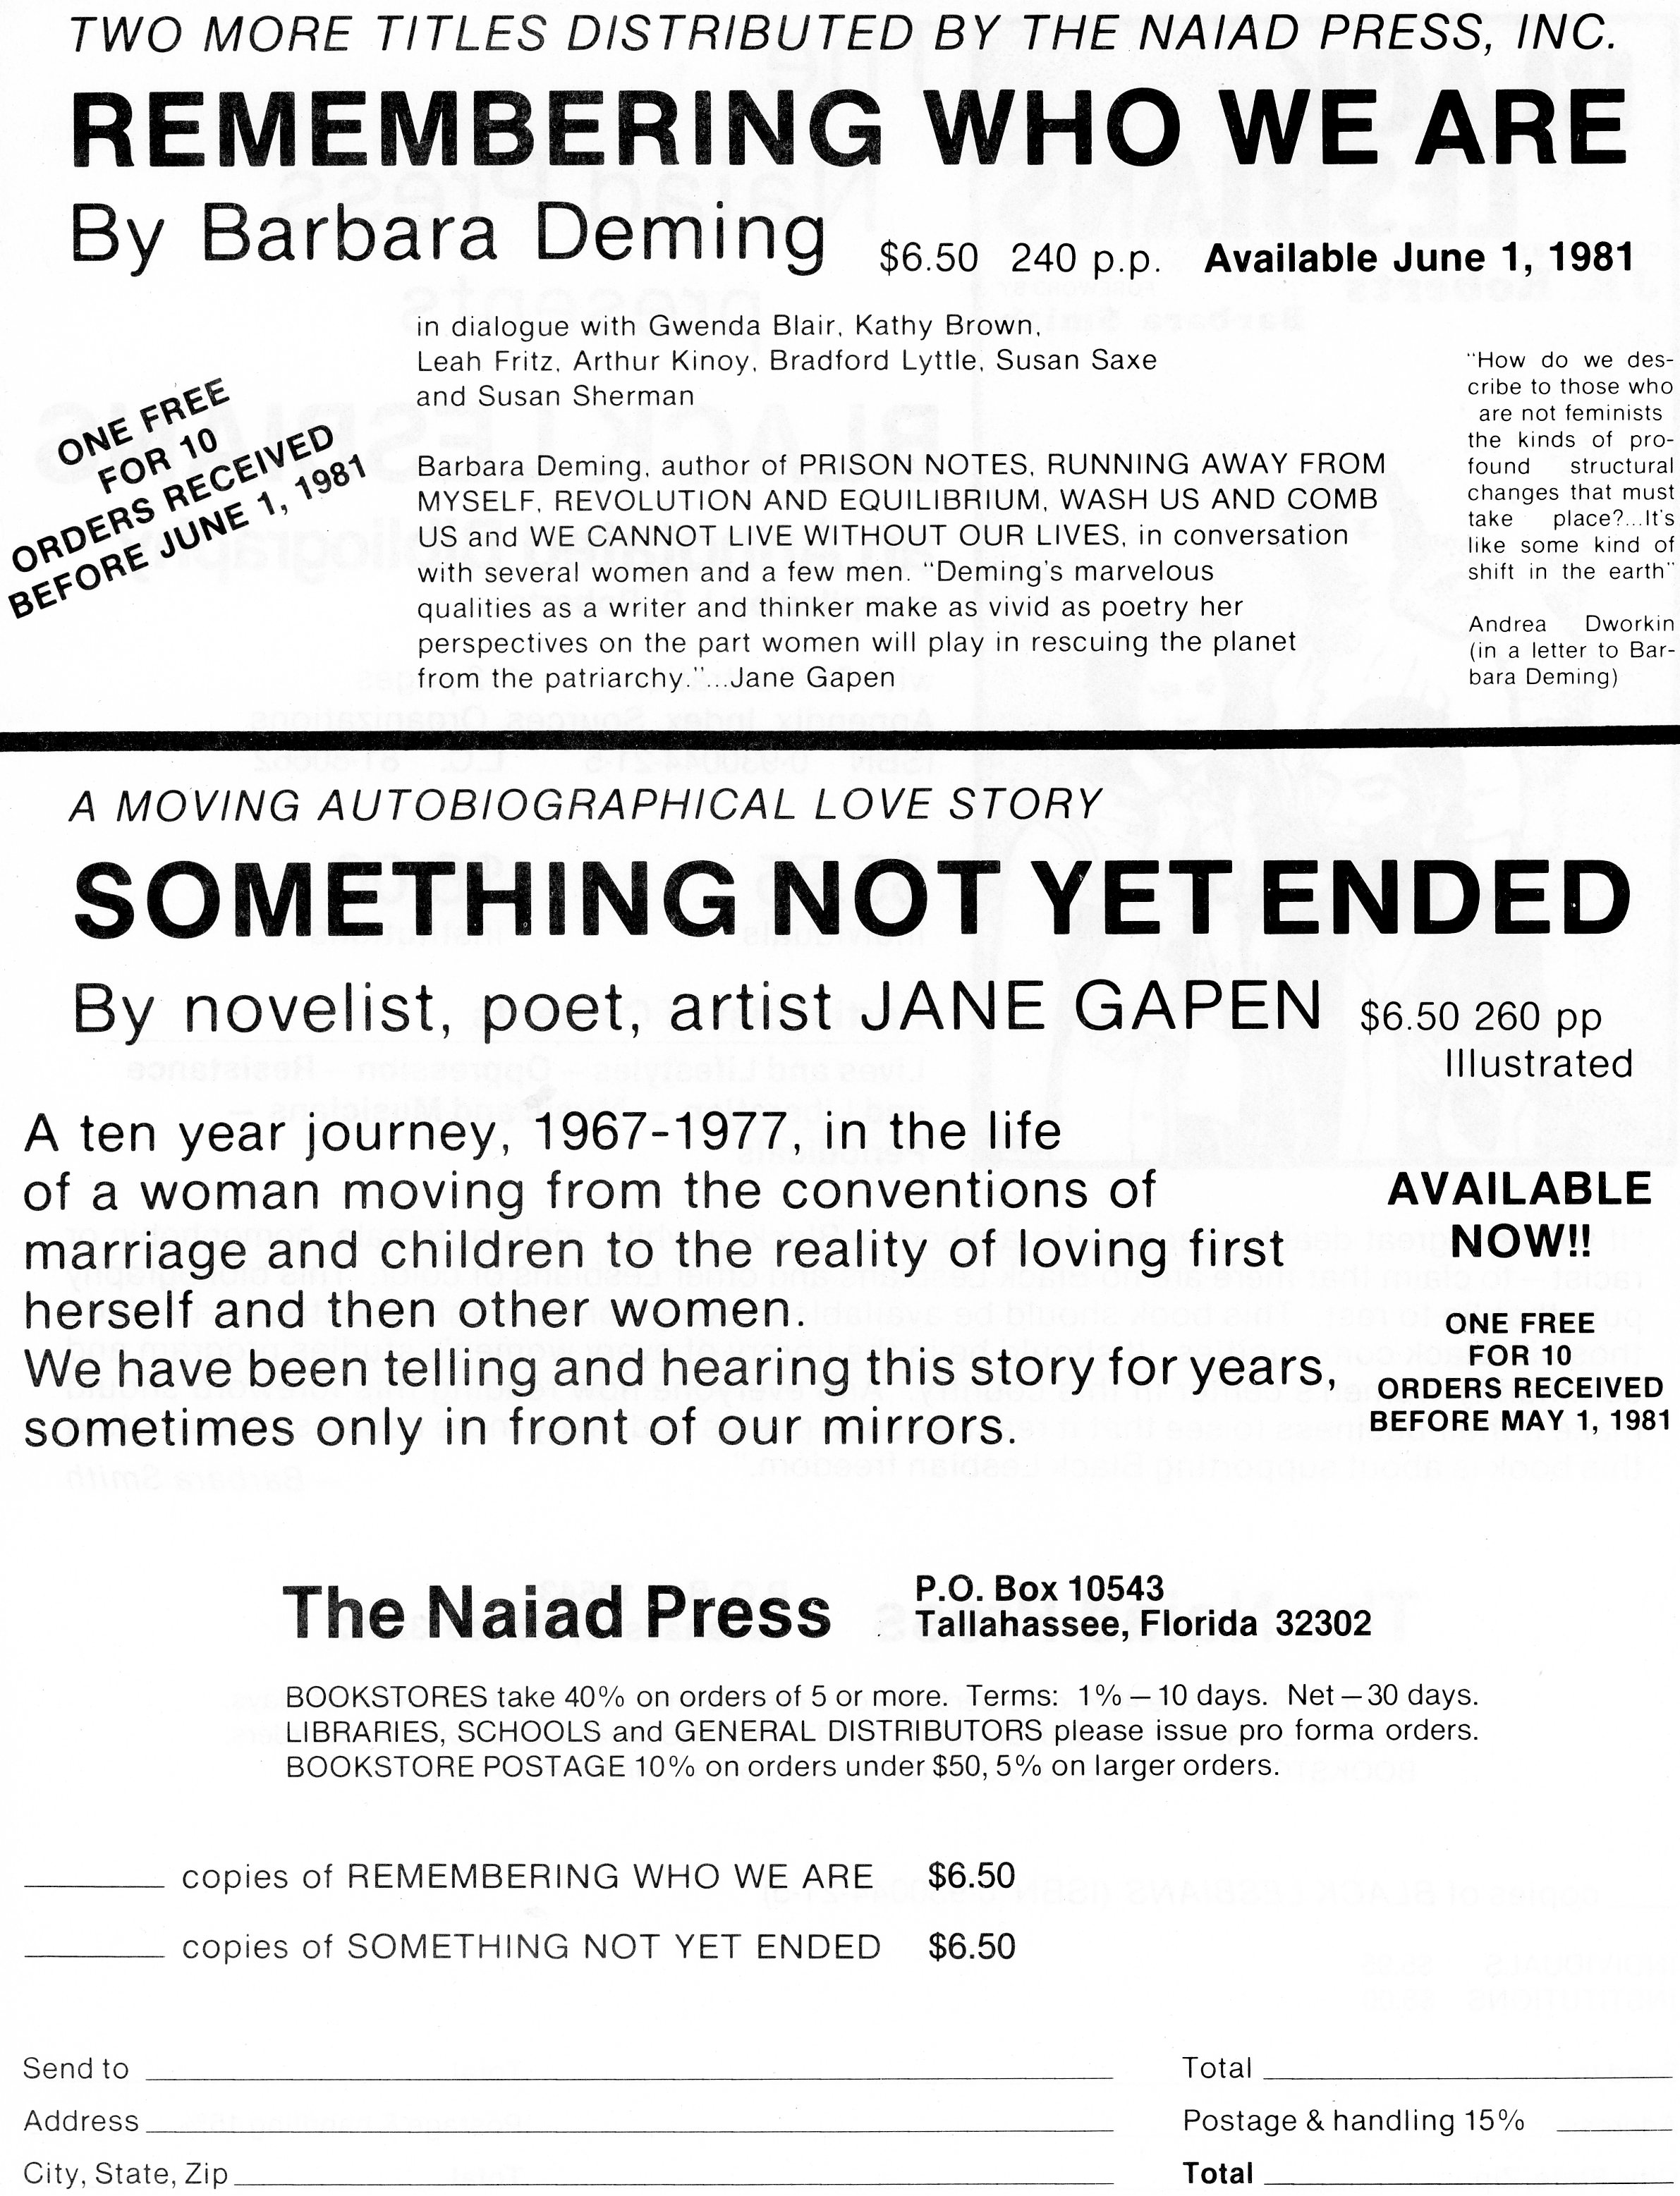 TWO MORE TITLES DISTRIBUTED BY THE NAIAD PRESS, INC.
REMEMBERING WHO WE ARE
By Barbara Deming $6.50 240 p.p. Available June 1, 1981
in dialogue with Gwenda Blair, Kathy Brown,
Leah Fritz, Arthur Kinoy, Bradford Lyttle, Susan Saxe
and Susan Sherman
ONE FREE
FOR 10
ORDERS RECEIVED
BEFORE JUNE 1, 1981
Barbara Deming, author of PRISON NOTES, RUNNING AWAY FROM
MYSELF, REVOLUTION AND EQUILIBRIUM, WASH US AND COMB
US and WE CANNOT LIVE WITHOUT OUR LIVES, in conversation
with several women and a few men. “Deming's marvelous
qualities as a writer and thinker make as vivid as poetry her
perspectives on the part women will play in rescuing the planet
from the patriarchy.”...Jane Gapen
“How do we des-
cribe to those who
are not feminists
the kinds of pro-
found structural
changes that must
take place?...It's
like some kind of
shift in the earth”
Andrea Dworkin
(in a letter to Bar-
bara Deming)
A MOVING AUTOBIOGRAPHICAL LOVE STORY
SOMETHING NOT YET ENDED
By novelist, poet, artist JANE GAPEN $6.50 260 pp
Illustrated
A ten year journey, 1967-1977, in the life
of a woman moving from the conventions of
marriage and children to the reality of loving first
herself and then other women.
We have been telling and hearing this story for years,
sometimes only in front of our mirrors.
AVAILABLE
NOW!!
ONE FREE
FOR 10
ORDERS RECEIVED
BEFORE MAY 1, 1981
The Naiad Press
P.O. Box 10543
Tallahassee, Florida 32302
BOOKSTORES take 40% on orders of 5 or more. Terms: 1% – 10 days. Net – 30 days.
LIBRARIES, SCHOOLS and GENERAL DISTRIBUTORS please issue pro forma orders.
BOOKSTORE POSTAGE 10% on orders under $50, 5% on larger orders.
copies of REMEMBERING WHO WE ARE $6.50
copies of SOMETHING NOT YET ENDED $6.50
Send to
Address
City, State, Zip
Total
Postage & handling 15%
Total